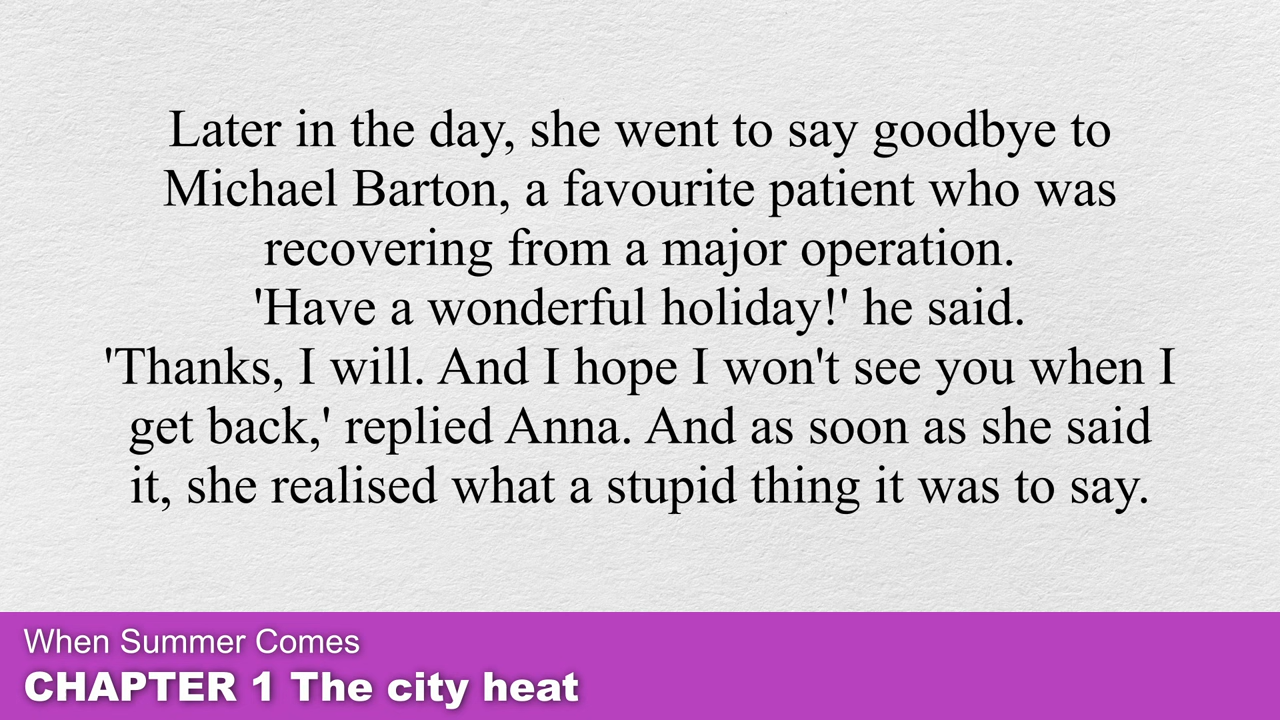 Later in the day, she went to say goodbye to
Michael Barton, a favourite patient who was
recovering from a major operation.
'Have a wonderful holiday!' he said.
'Thanks, I will. And I hope I won't see you when I
get back,' replied Anna. And as soon as she said
it, she realised what a stupid thing it was to say.
When Summer Comes
CHAPTER 1 The city heat